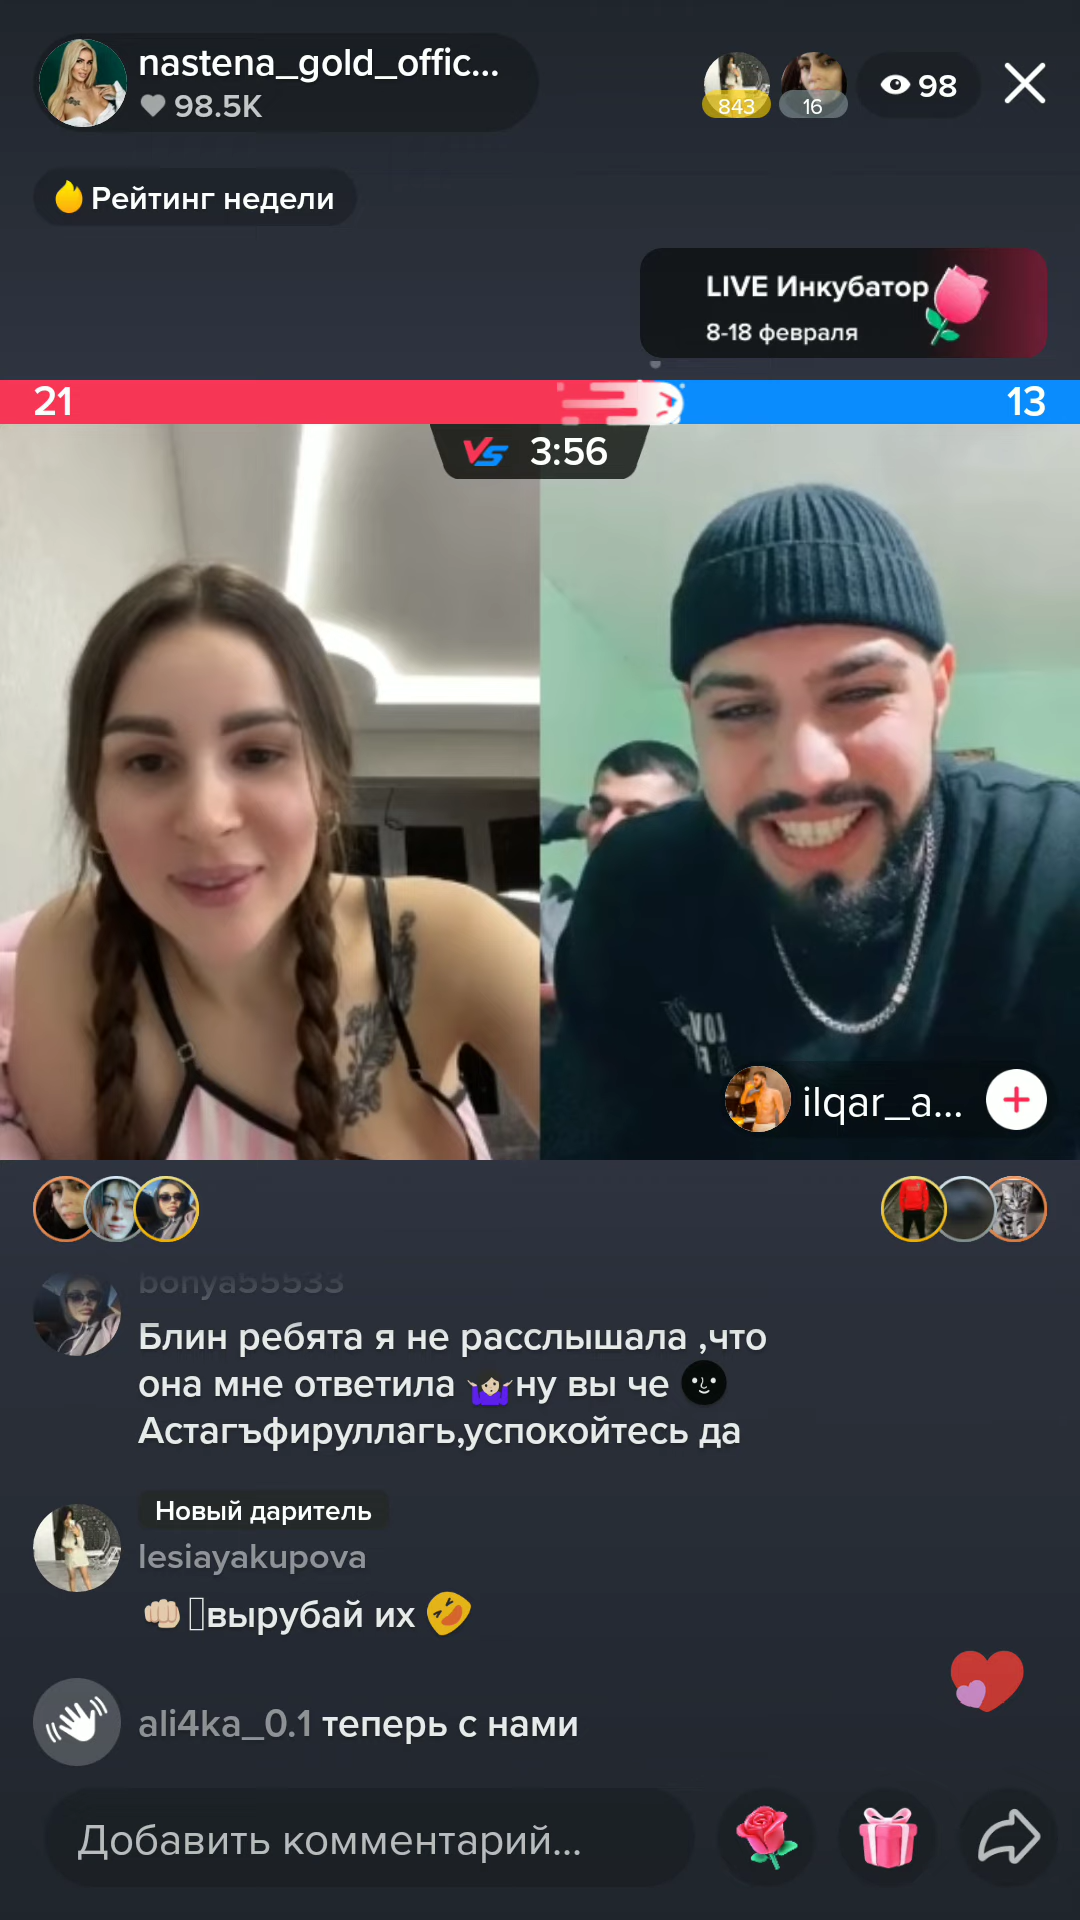 nastena_gold_offic...
98.5K
843
16
98
Рейтинг недели
LIVE Инкубатор
8-18 февраля
21
13
VS 3:56
ilqar_a...
bonya55533
Блин ребята я не расслышала ,что
она мне ответила 🤷🏻‍♀️ну вы че 🌚
Астагъфируллагь,успокойтесь да
Новый даритель
lesiayakupova
👊🏼вырубай их 🤣
ali4ka_0.1 теперь с нами
Добавить комментарий...